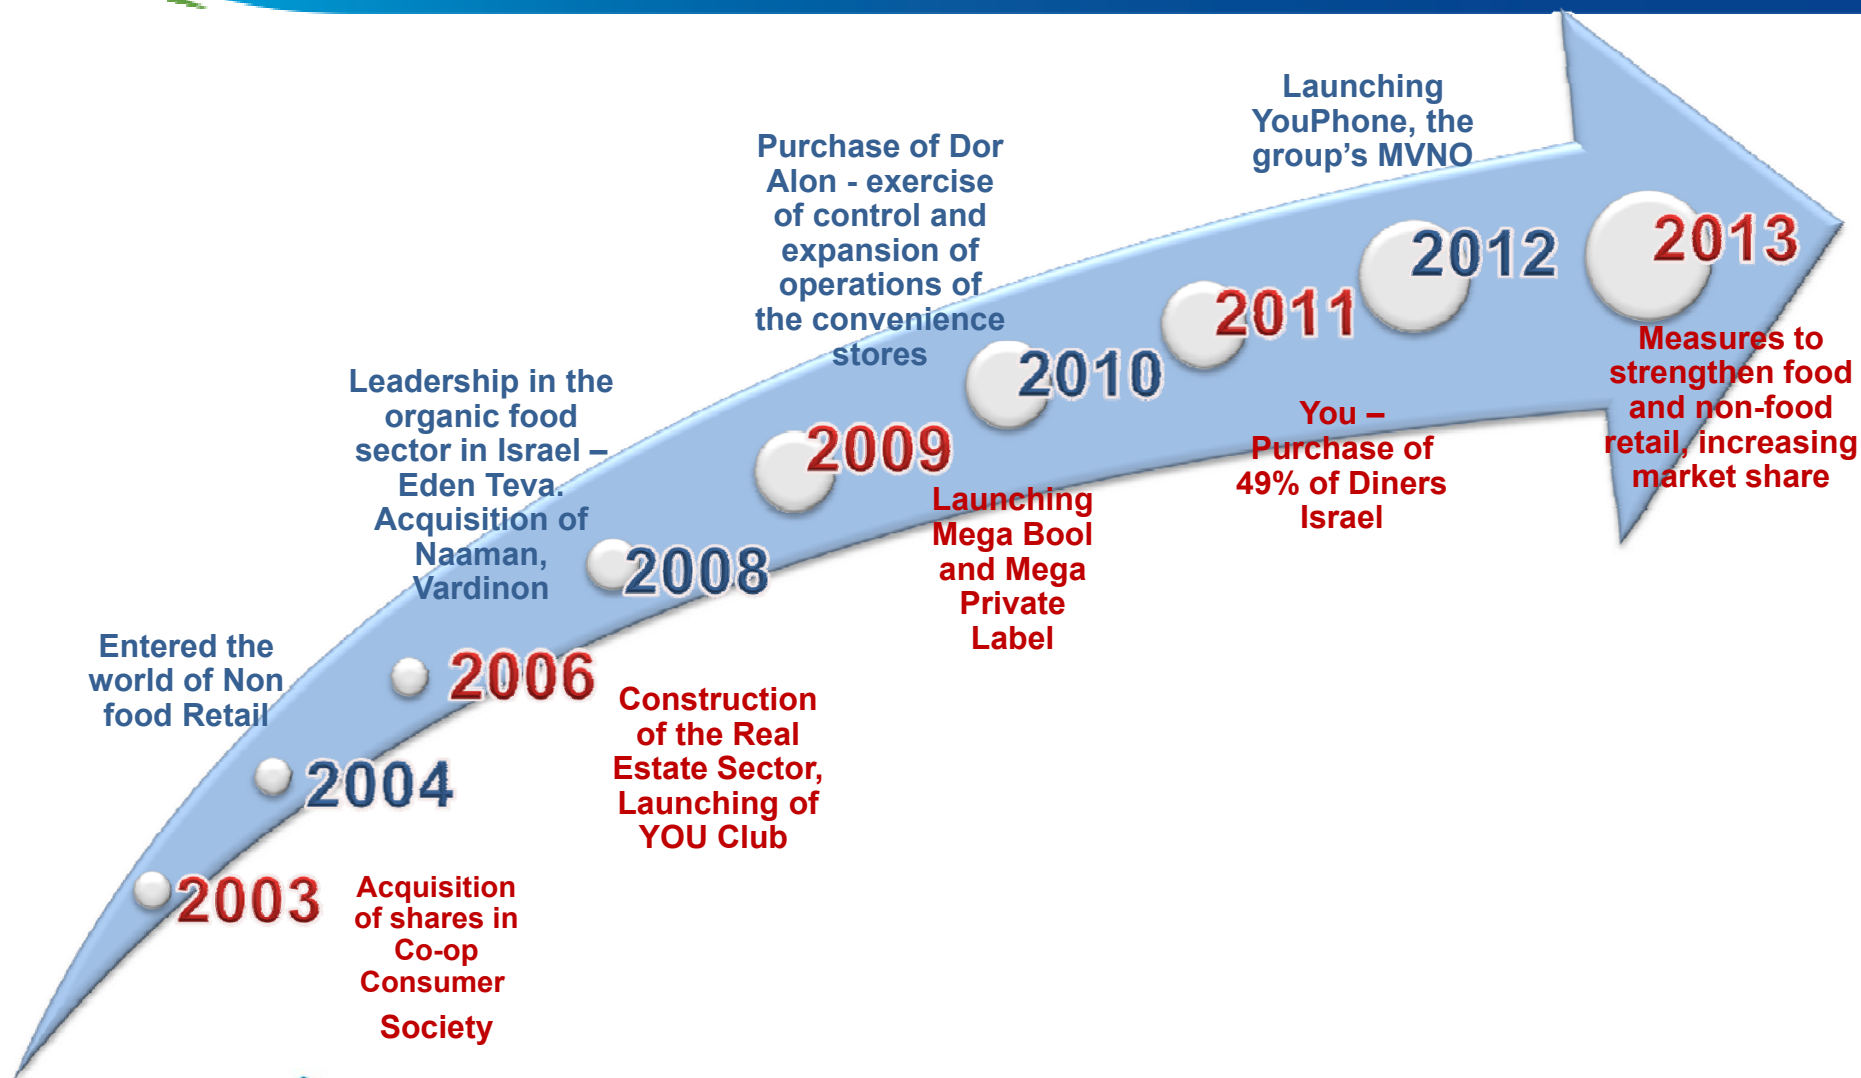 Launching
YouPhone, the
group’s MVNO
Purchase of Dor
Alon - exercise
of control and
expansion of
operations of
the convenience
stores
2013
2012
2011
Measures to
strengthen food
and non-food
retail, increasing
market share
2010
Leadership in the
organic food
sector in Israel –
Eden Teva.
Acquisition of
Naaman,
Vardinon
You –
Purchase of
49% of Diners
Israel
2009
Launching
Mega Bool
and Mega
Private
Label
2008
Entered the
world of Non
food Retail
2006
Construction
of the Real
Estate Sector,
Launching of
YOU Club
2004
2003
Acquisition
of shares in
Co-op
Consumer
Society